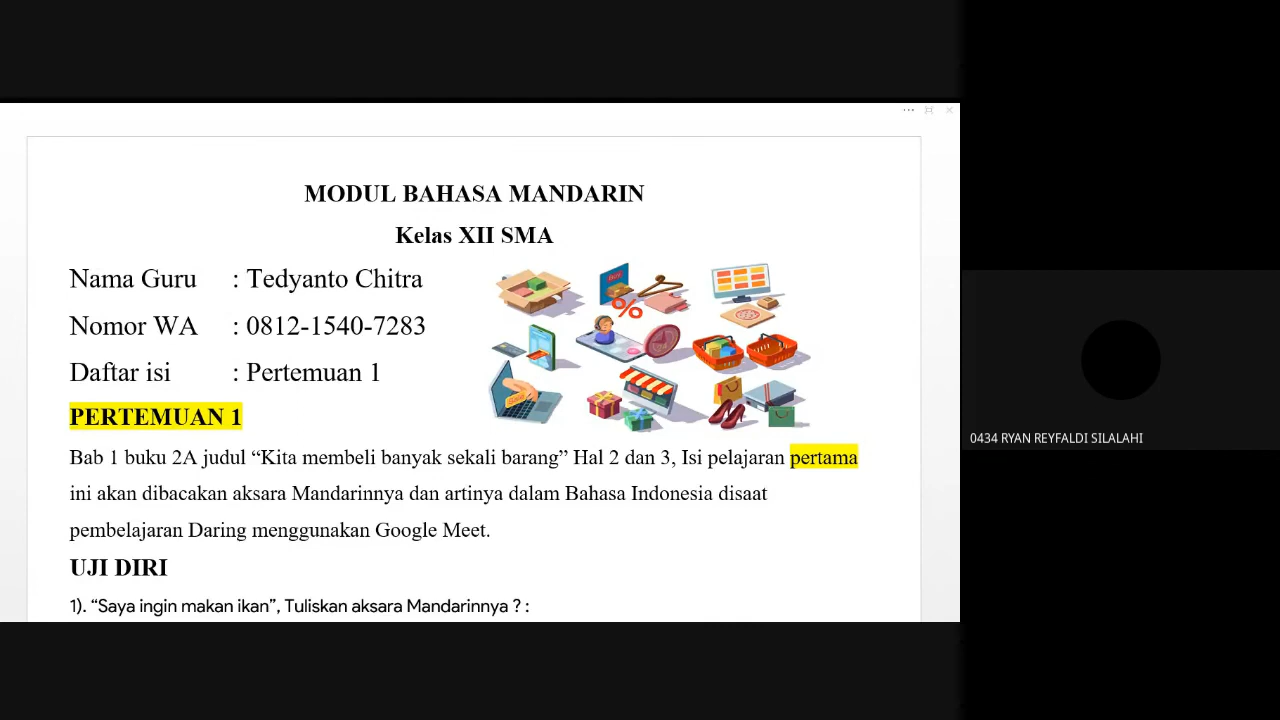 MODUL BAHASA MANDARIN
Kelas XII SMA
Nama Guru : Tedyanto Chitra
Nomor WA : 0812-1540-7283
Daftar isi : Pertemuan 1
PERTEMUAN 1
Bab 1 buku 2A judul “Kita membeli banyak sekali barang” Hal 2 dan 3, Isi pelajaran pertama
ini akan dibacakan aksara Mandarinnya dan artinya dalam Bahasa Indonesia disaat
pembelajaran Daring menggunakan Google Meet.
UJI DIRI
1). “Saya ingin makan ikan”, Tuliskan aksara Mandarinnya ? :
0434 RYAN REYFALDI SILALAHI